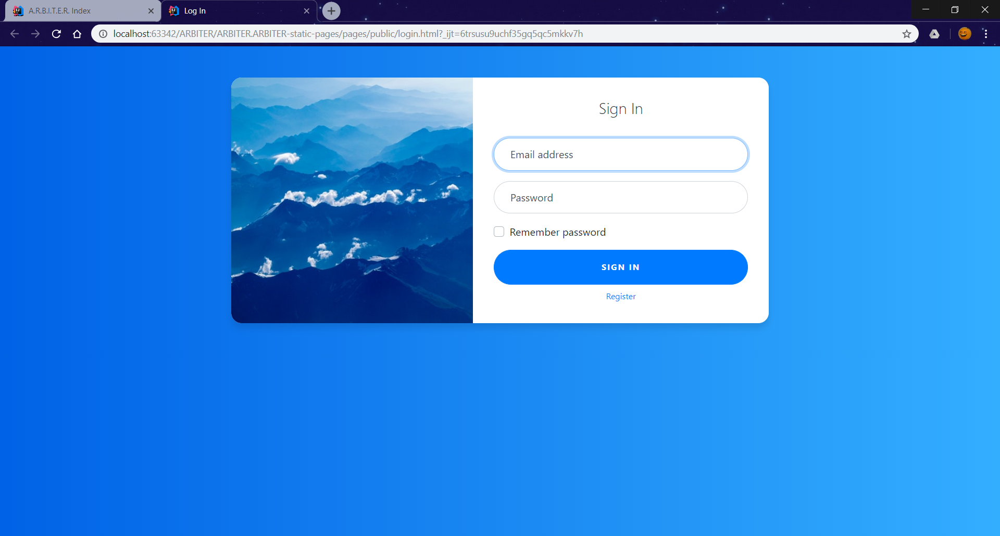 A.R.B.I.T.E.R. Index
Log In
localhost:63342/ARBITER/ARBITER.ARBITER-static-pages/pages/public/login.html?_ijt=6trsusu9uchf35gq5qc5mkkv7h
Sign In
Email address
Password
Remember password
SIGN IN
Register